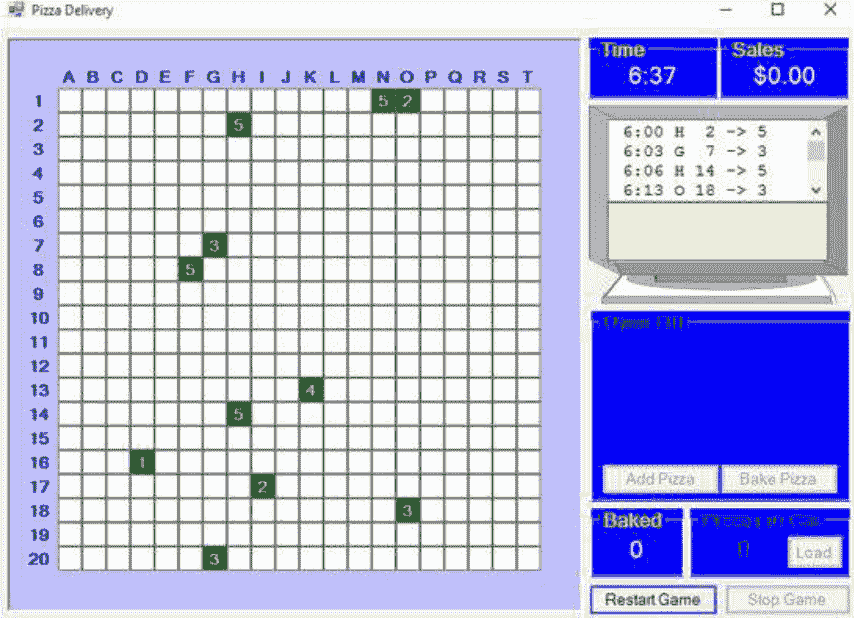 Pizza Delivery
A B C D E F G H I J K L M N O P Q R S T
1 5 2
2 5
3
4
5
6
7 3
8 5
9
10
11
12
13 4
14 5
15
16 1
17 2
18 3
19
20 3
Time
6:37
Sales
$0.00
6:00 H 2 -> 5
6:03 G 7 -> 3
6:06 H 14 -> 5
6:13 O 18 -> 3
Add Pizza Bake Pizza
Baked
0
0
Load
Restart Game Stop Game